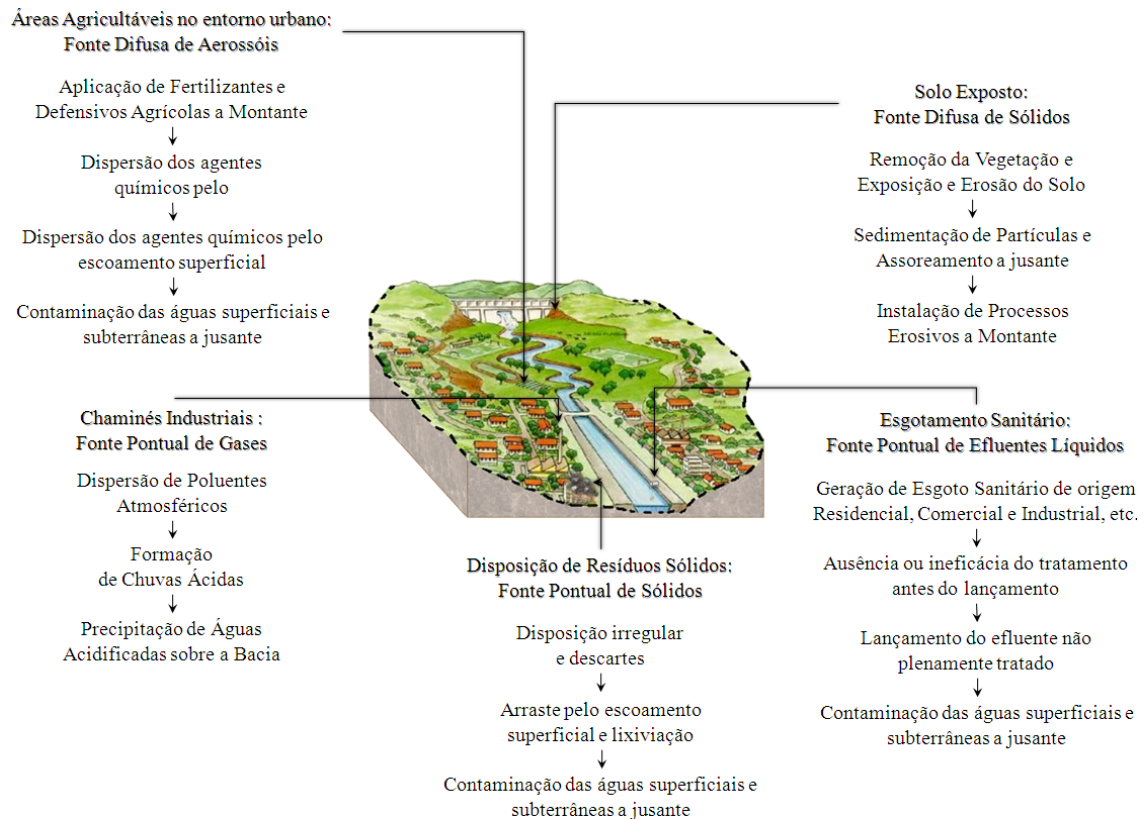 Áreas Agricultáveis no entorno urbano:
Fonte Difusa de Aerossóis
Aplicação de Fertilizantes e
Defensivos Agrícolas a Montante
Dispersão dos agentes
químicos pelo
Dispersão dos agentes químicos pelo
escoamento superficial
Contaminação das águas superficiais e
subterrâneas a jusante
Solo Exposto:
Fonte Difusa de Sólidos
Remoção da Vegetação e
Exposição e Erosão do Solo
Sedimentação de Partículas e
Assoreamento a jusante
Instalação de Processos
Erosivos a Montante
Chaminés Industriais :
Fonte Pontual de Gases
Dispersão de Poluentes
Atmosféricos
Formação
de Chuvas Ácidas
Precipitação de Águas
Acidificadas sobre a Bacia
Disposição de Resíduos Sólidos:
Fonte Pontual de Sólidos
Disposição irregular
e descartes
Arraste pelo escoamento
superficial e lixiviação
Contaminação das águas superficiais e
subterrâneas a jusante
Esgotamento Sanitário:
Fonte Pontual de Efluentes Líquidos
Geração de Esgoto Sanitário de origem
Residencial, Comercial e Industrial, etc.
Ausência ou ineficácia do tratamento
antes do lançamento
Lançamento do efluente não
plenamente tratado
Contaminação das águas superficiais e
subterrâneas a jusante